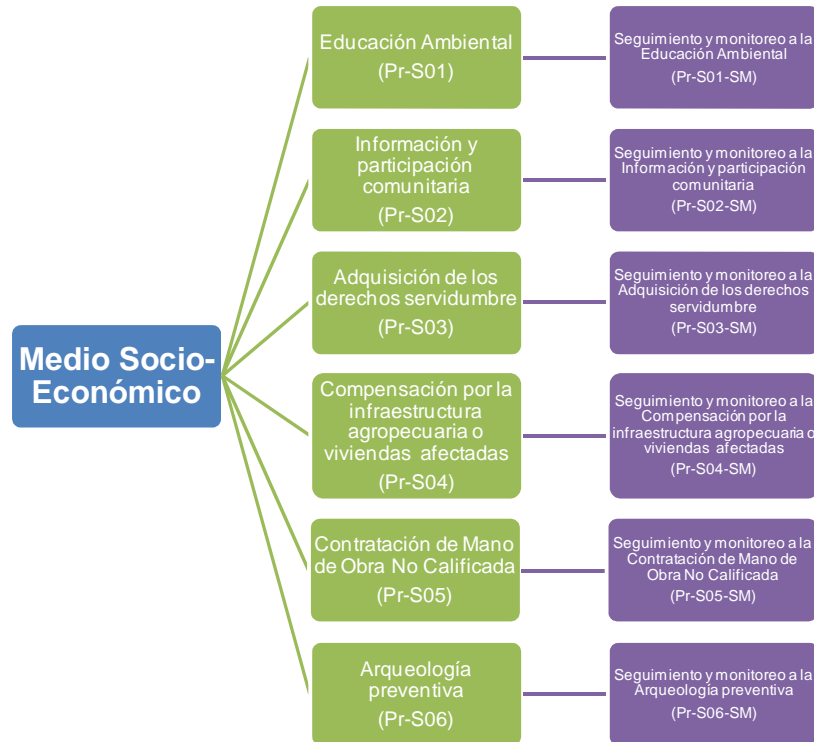 Medio Socio-
Económico
Educación Ambiental
(Pr-S01)
Seguimiento y monitoreo a la
Educación Ambiental
(Pr-S01-SM)
Información y
participación
comunitaria
(Pr-S02)
Seguimiento y monitoreo a la
Información y participación
comunitaria
(Pr-S02-SM)
Adquisición de los
derechos servidumbre
(Pr-S03)
Seguimiento y monitoreo a la
Adquisición de los derechos
servidumbre
(Pr-S03-SM)
Compensación por la
infraestructura
agropecuaria o
viviendas afectadas
(Pr-S04)
Seguimiento y monitoreo a la
Compensación por la
infraestructura agropecuaria o
viviendas afectadas
(Pr-S04-SM)
Contratación de Mano
de Obra No Calificada
(Pr-S05)
Seguimiento y monitoreo a la
Contratación de Mano de
Obra No Calificada
(Pr-S05-SM)
Arqueología
preventiva
(Pr-S06)
Seguimiento y monitoreo a la
Arqueología preventiva
(Pr-S06-SM)